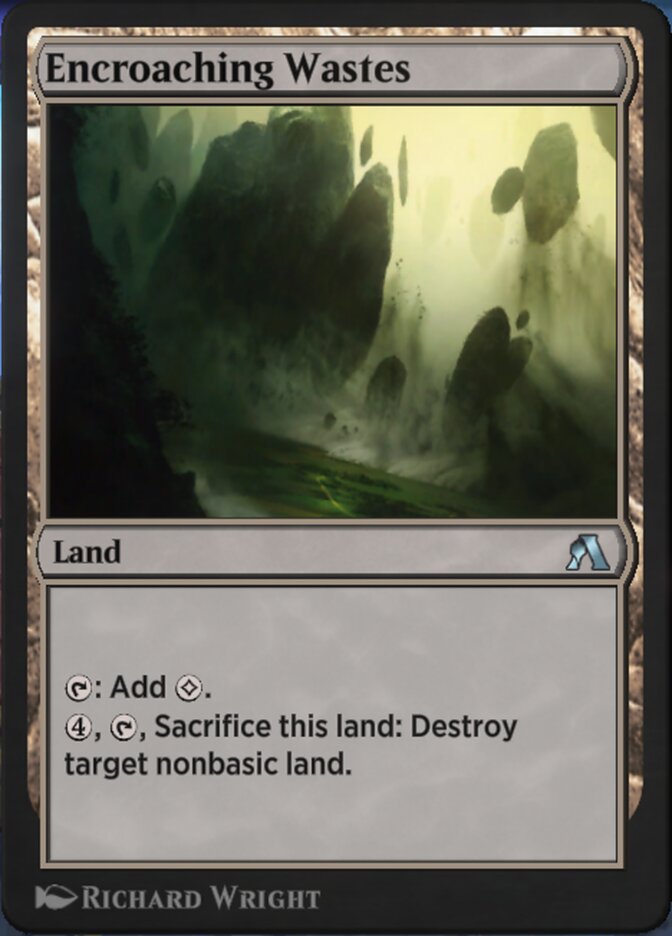 Encroaching Wastes
Land
: Add .
4, , Sacrifice this land: Destroy
target nonbasic land.
Richard Wright